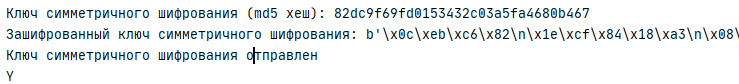 Ключ симметричного шифрования (md5 хеш): 82dc9f69fd0153432c03a5fa4680b467
Зашифрованный ключ симметричного шифрования: b'\x0c\xeb\xc6\x82\n\x1e\xcf\x84\x18\xa3\n\x08\
Ключ симметричного шифрования отправлен
Y